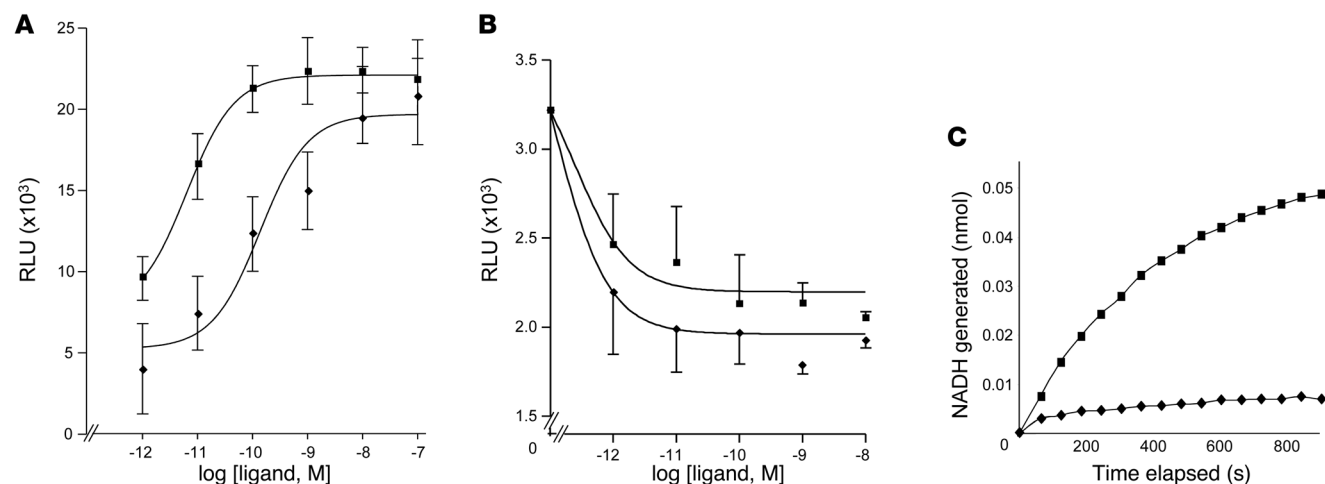 A
RLU (x10³)
25
20
15
10
5
0
-12 -11 -10 -9 -8 -7
log [ligand, M]
B
RLU (x10³)
3.5
3.0
2.5
2.0
1.5
0
-12 -11 -10 -9 -8
log [ligand, M]
C
NADH generated (nmol)
0.05
0.04
0.03
0.02
0.01
0
200 400 600 800
Time elapsed (s)